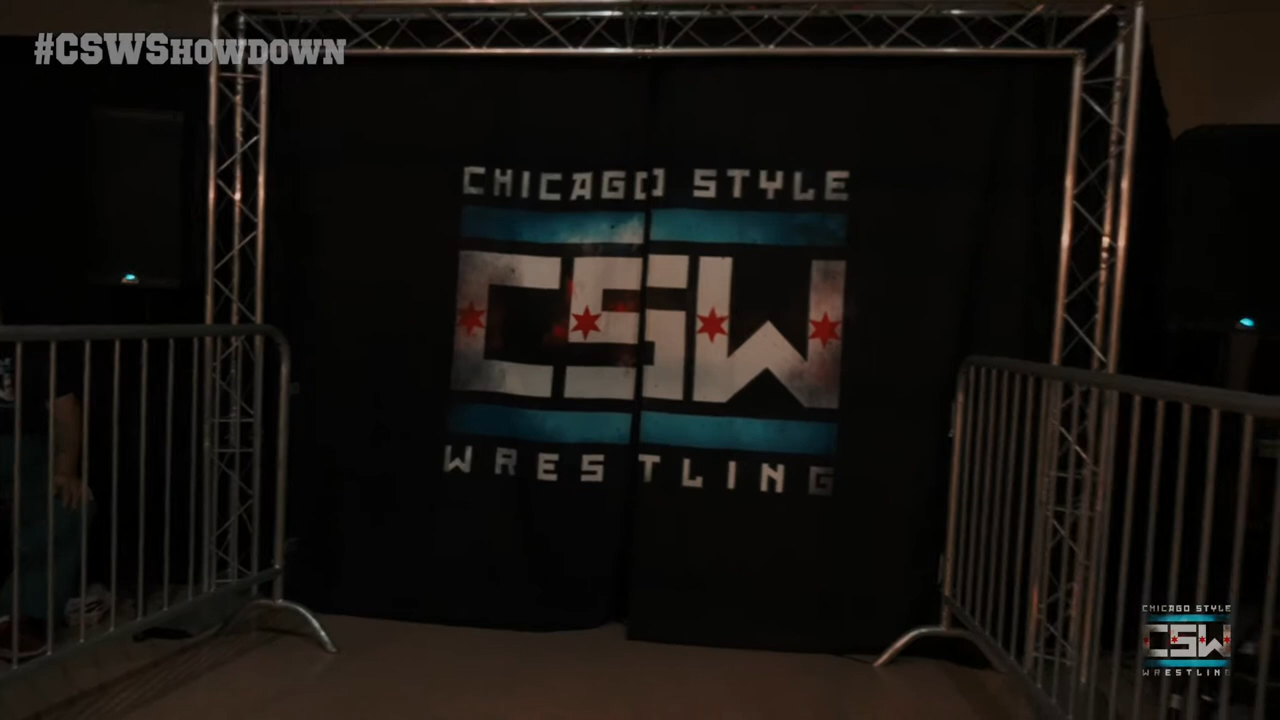 #CSWSHOWDOWN
CHICAGO STYLE
CSW
WRESTLING
CHICAGO STYLE
CSW
WRESTLING